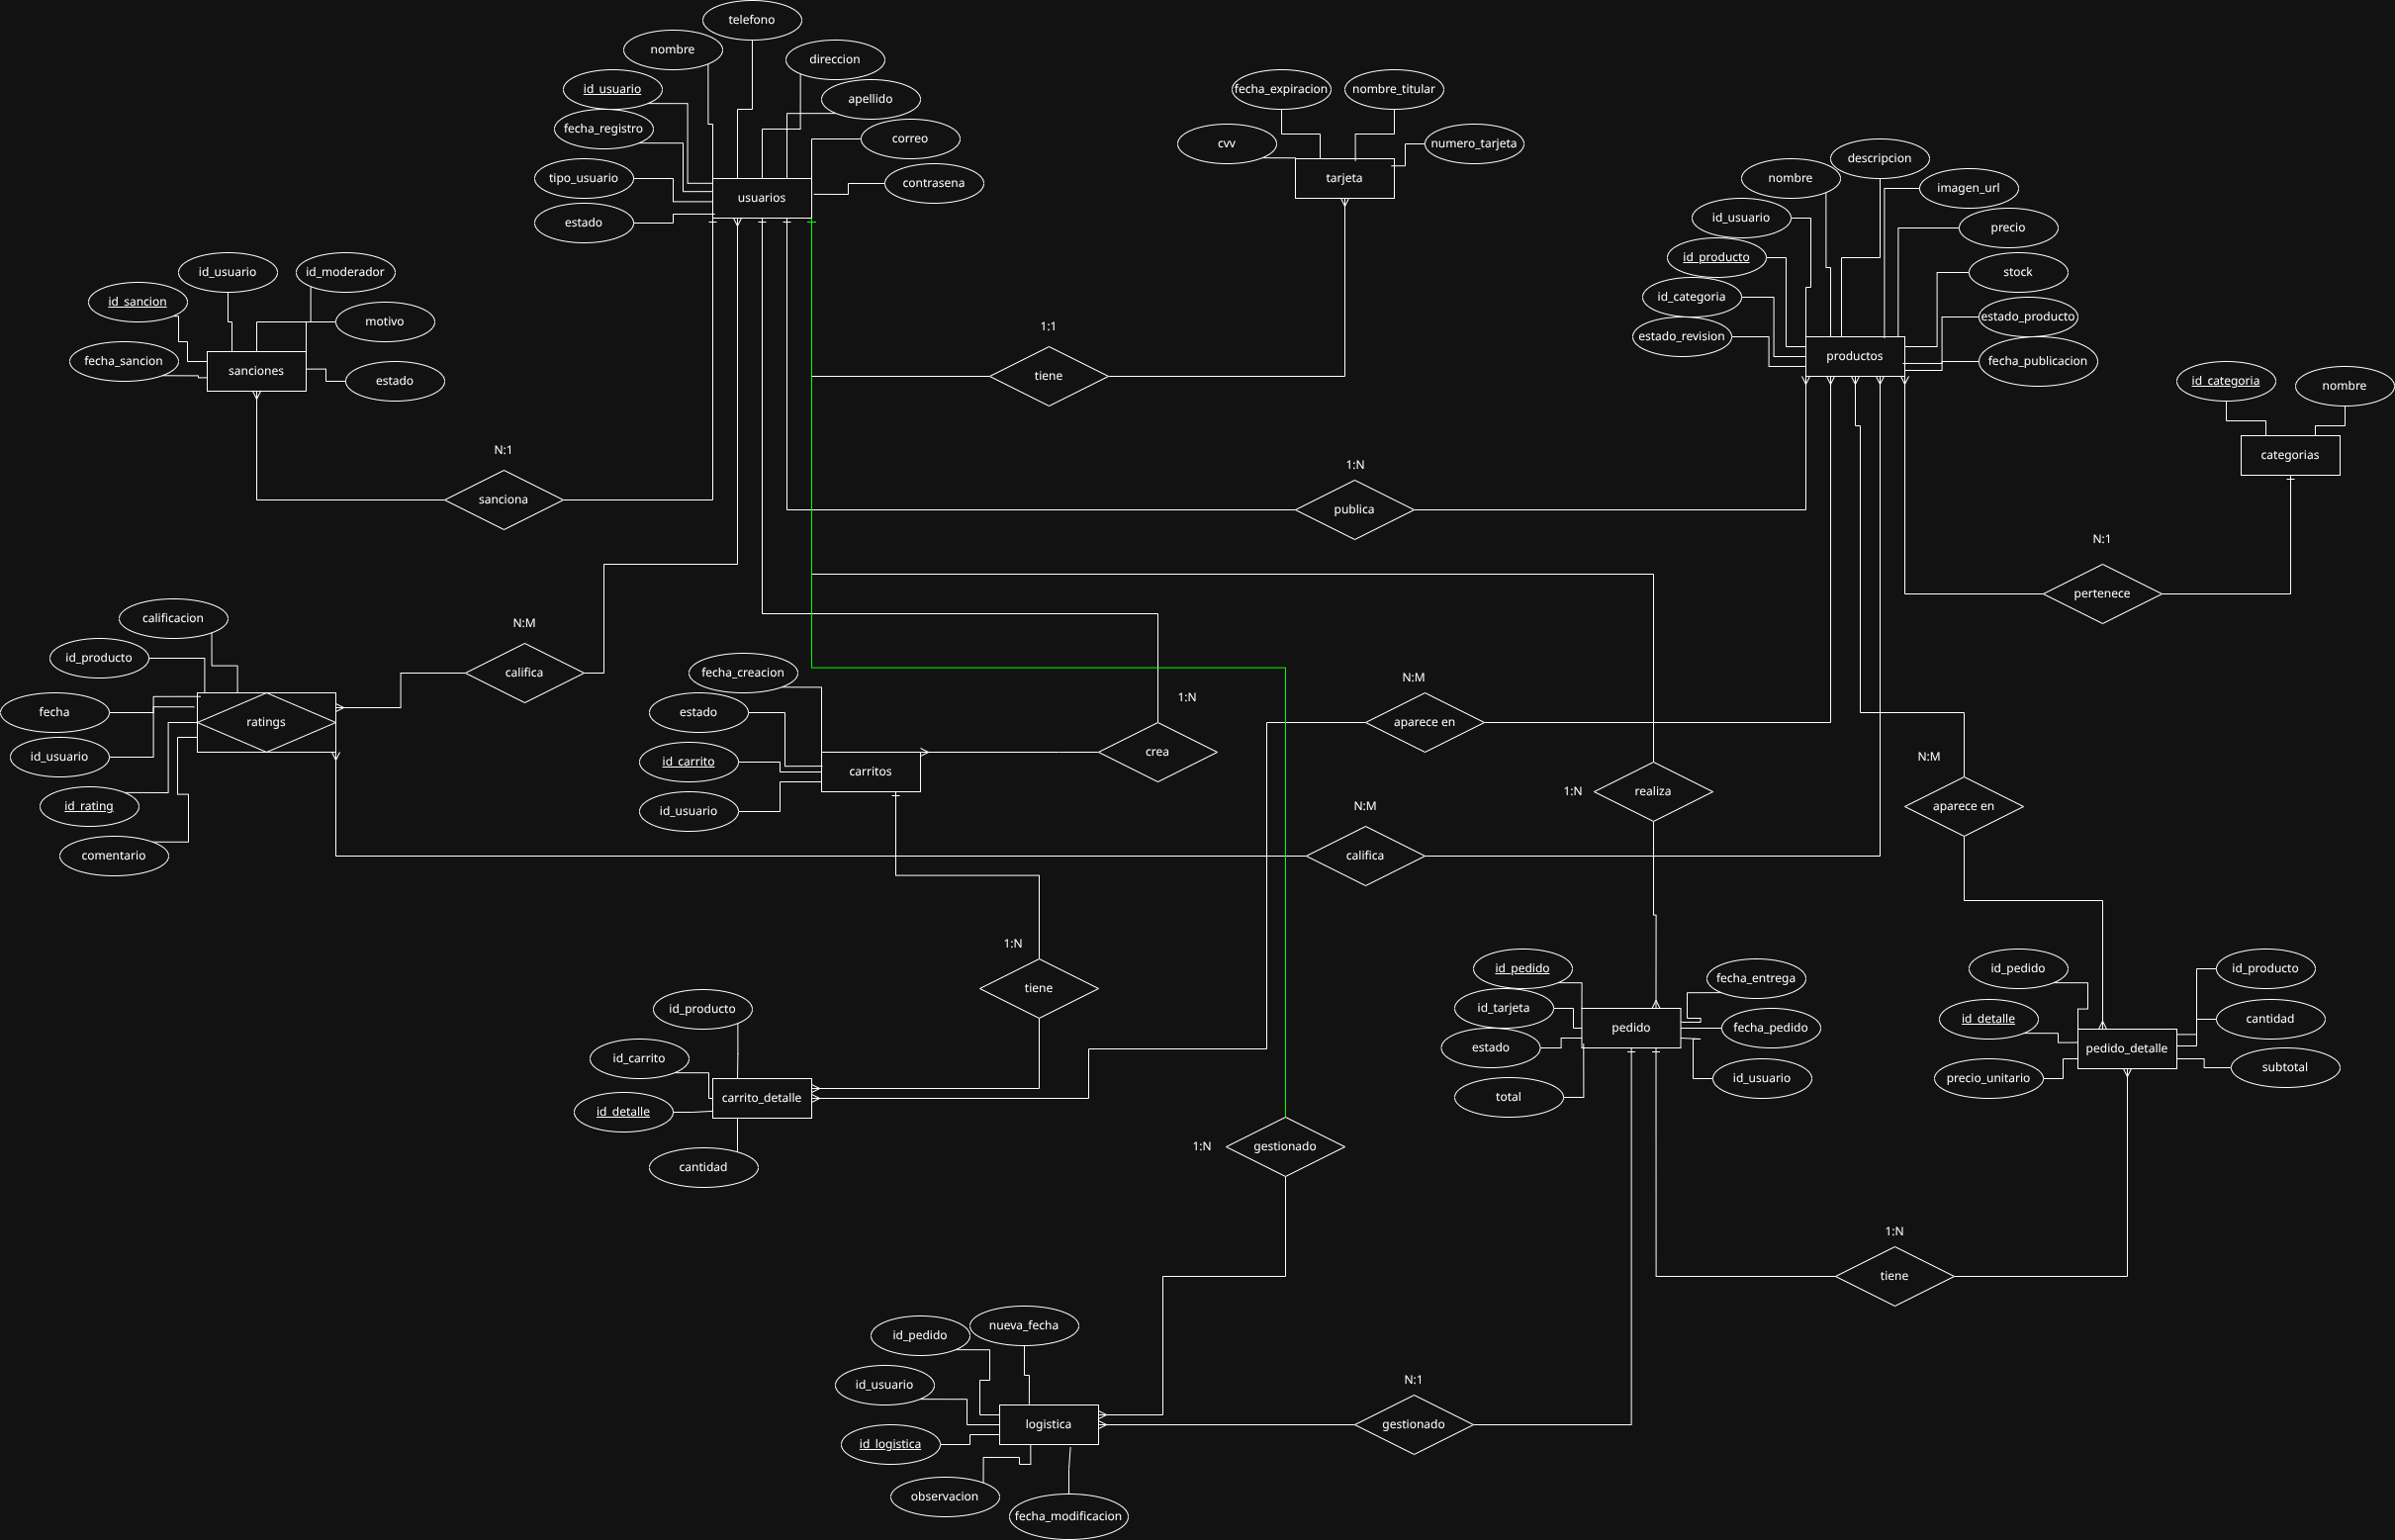 telefono
nombre
direccion
id_usuario
apellido
fecha_registro
correo
tipo_usuario
contrasena
usuarios
estado
fecha_expiracion
nombre_titular
cvv
numero_tarjeta
tarjeta
descripcion
nombre
imagen_url
id_usuario
precio
id_producto
stock
id_categoria
estado_producto
estado_revision
productos
fecha_publicacion
id_categoria
nombre
categorias
id_usuario
id_moderador
id_sancion
motivo
fecha_sancion
sanciones
estado
1:1
tiene
N:1
sanciona
1:N
publica
N:1
pertenece
calificacion
N:M
id_producto
califica
fecha
ratings
id_usuario
id_rating
comentario
fecha_creacion
estado
id_carrito
carritos
id_usuario
1:N
crea
N:M
aparece en
N:M
califica
1:N
realiza
N:M
aparece en
1:N
tiene
id_producto
id_carrito
carrito_detalle
id_detalle
cantidad
id_pedido
fecha_entrega
id_tarjeta
pedido
fecha_pedido
estado
id_usuario
total
id_pedido
id_producto
id_detalle
cantidad
pedido_detalle
precio_unitario
subtotal
1:N
gestionado
1:N
tiene
id_pedido
nueva_fecha
id_usuario
logistica
id_logistica
observacion
fecha_modificacion
N:1
gestionado